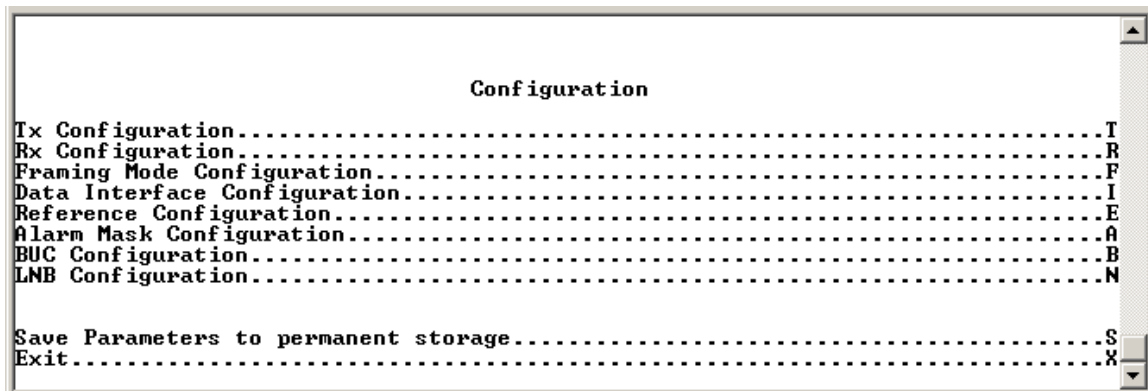 Configuration
Tx Configuration...............................................................T
Rx Configuration...............................................................R
Framing Mode Configuration.....................................................F
Data Interface Configuration...................................................I
Reference Configuration........................................................E
Alarm Mask Configuration.......................................................A
BUC Configuration..............................................................B
LNB Configuration..............................................................N
Save Parameters to permanent storage...........................................S
Exit...........................................................................X